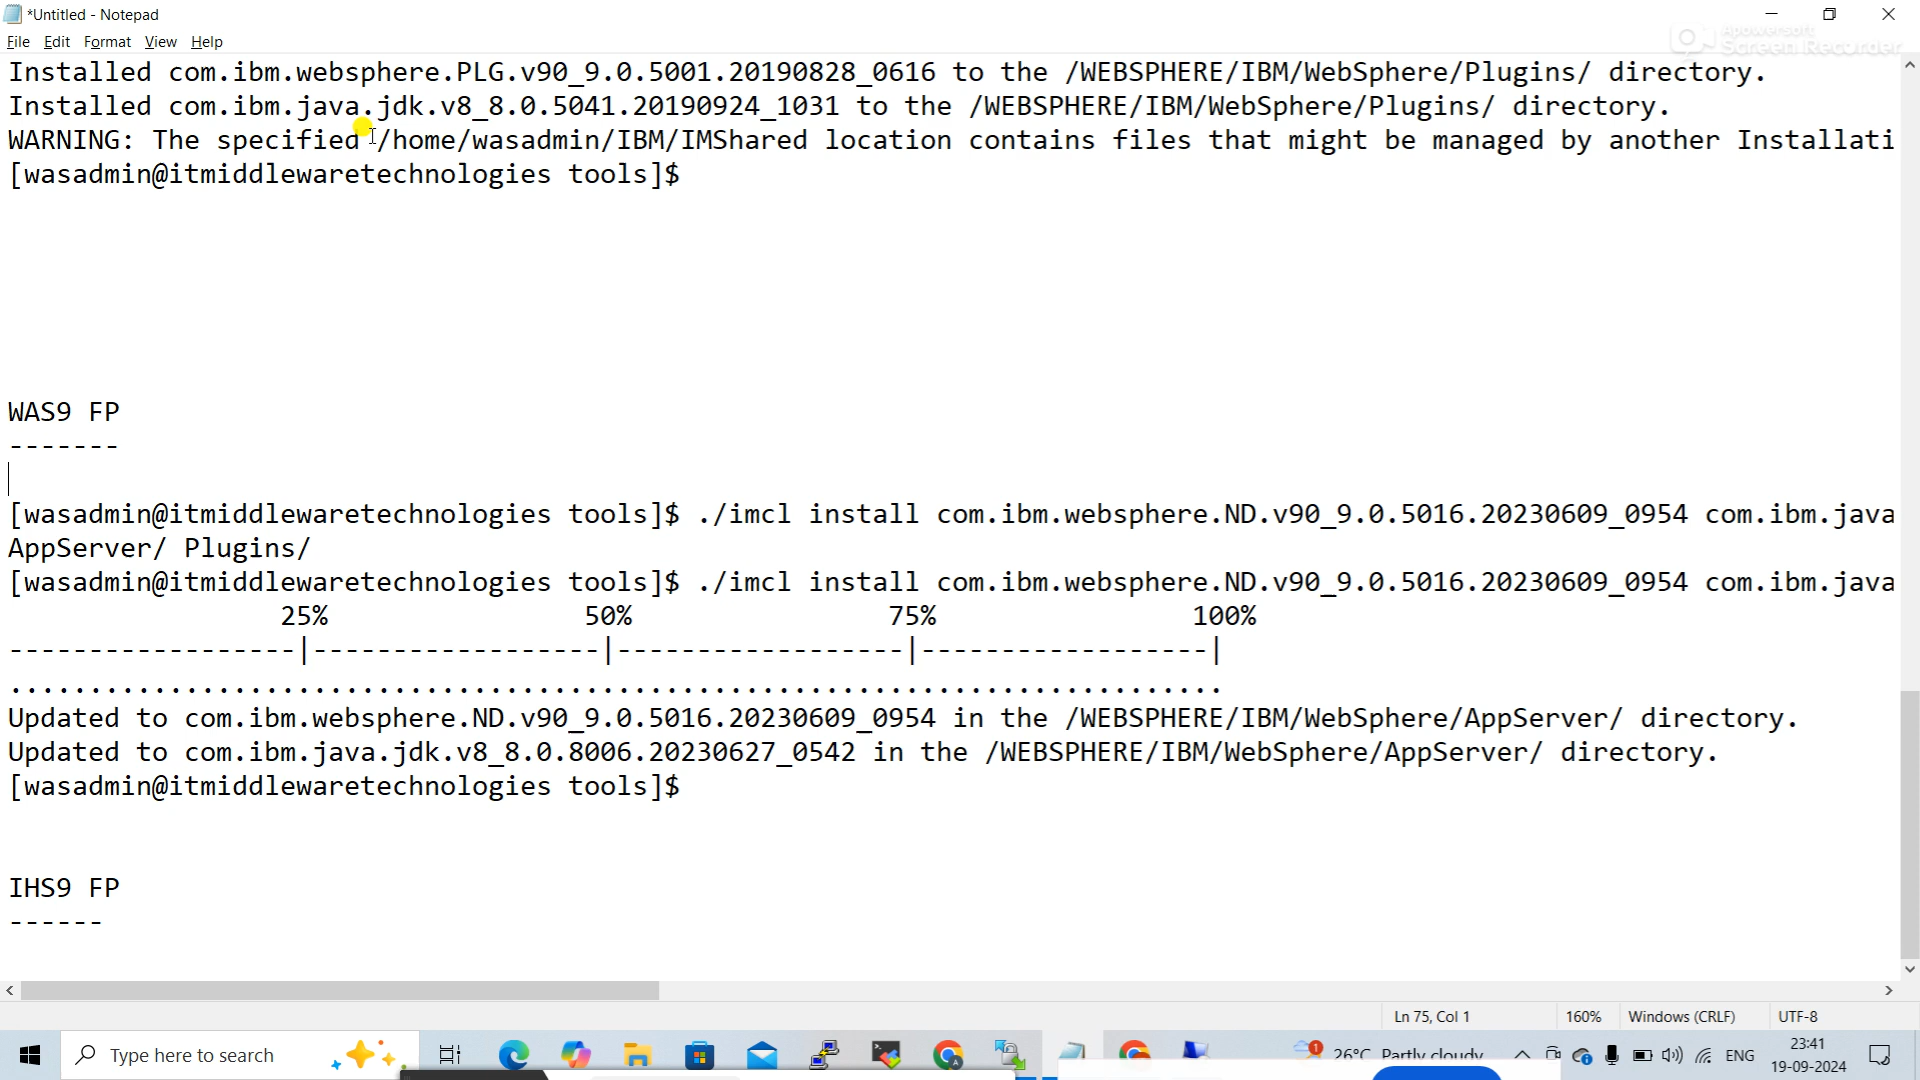 *Untitled - Notepad
Apowersoft
Screen Recorder
File Edit Format View Help
Installed com.ibm.websphere.PLG.v90_9.0.5001.20190828_0616 to the /WEBSPHERE/IBM/WebSphere/Plugins/ directory.
Installed com.ibm.java.jdk.v8_8.0.5041.20190924_1031 to the /WEBSPHERE/IBM/WebSphere/Plugins/ directory.
WARNING: The specified /home/wasadmin/IBM/IMShared location contains files that might be managed by another Installati
[wasadmin@itmiddlewaretechnologies tools]$
WAS9 FP
-------
[wasadmin@itmiddlewaretechnologies tools]$ ./imcl install com.ibm.websphere.ND.v90_9.0.5016.20230609_0954 com.ibm.java
AppServer/ Plugins/
[wasadmin@itmiddlewaretechnologies tools]$ ./imcl install com.ibm.websphere.ND.v90_9.0.5016.20230609_0954 com.ibm.java
25% 50% 75% 100%
------------------|------------------|------------------|------------------|
............................................................................
Updated to com.ibm.websphere.ND.v90_9.0.5016.20230609_0954 in the /WEBSPHERE/IBM/WebSphere/AppServer/ directory.
Updated to com.ibm.java.jdk.v8_8.0.8006.20230627_0542 in the /WEBSPHERE/IBM/WebSphere/AppServer/ directory.
[wasadmin@itmiddlewaretechnologies tools]$
IHS9 FP
------
Ln 75, Col 1 160% Windows (CRLF) UTF-8
Type here to search 1 26°C Partly cloudy ENG 23:41
19-09-2024